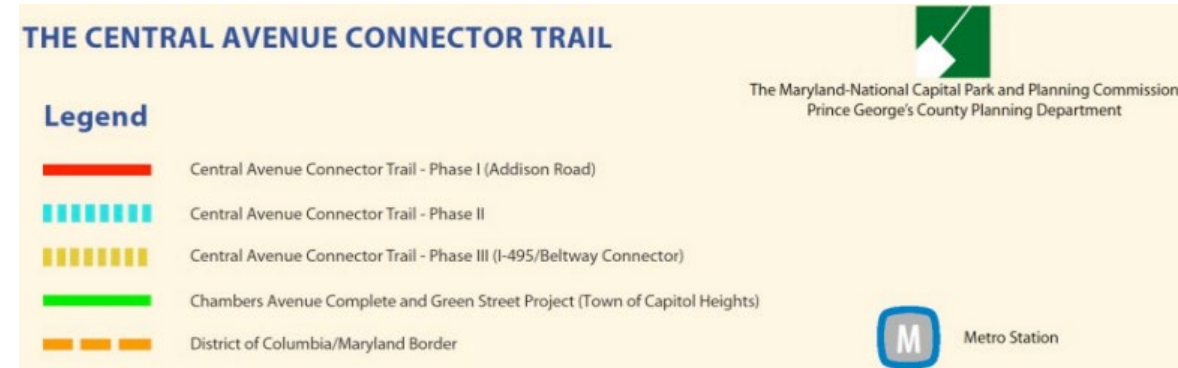 THE CENTRAL AVENUE CONNECTOR TRAIL
The Maryland-National Capital Park and Planning Commission
Prince George's County Planning Department
Legend
Central Avenue Connector Trail - Phase I (Addison Road)
Central Avenue Connector Trail - Phase II
Central Avenue Connector Trail - Phase III (I-495/Beltway Connector)
Chambers Avenue Complete and Green Street Project (Town of Capitol Heights)
District of Columbia/Maryland Border
M Metro Station